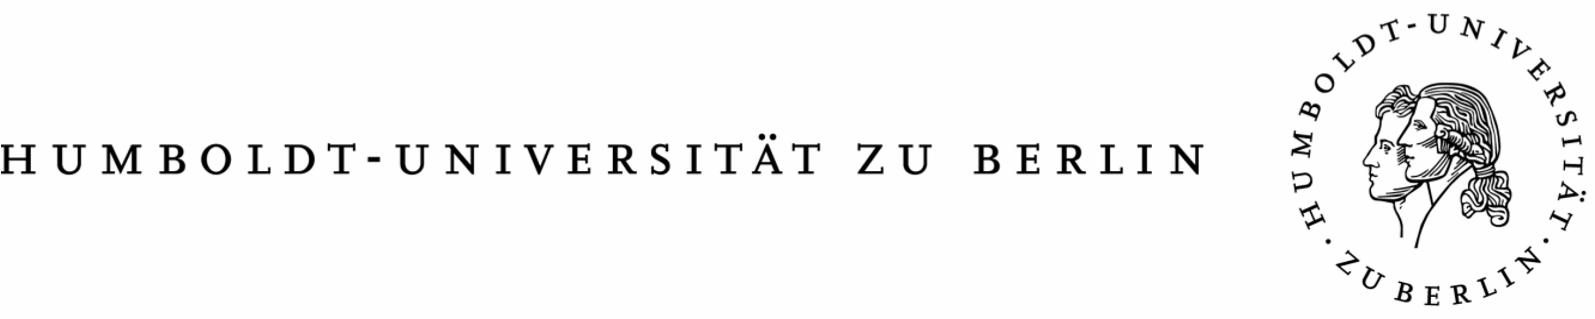 HUMBOLDT-UNIVERSITÄT ZU BERLIN
HUMBOLDT-UNIVERSITÄT · ZU BERLIN ·